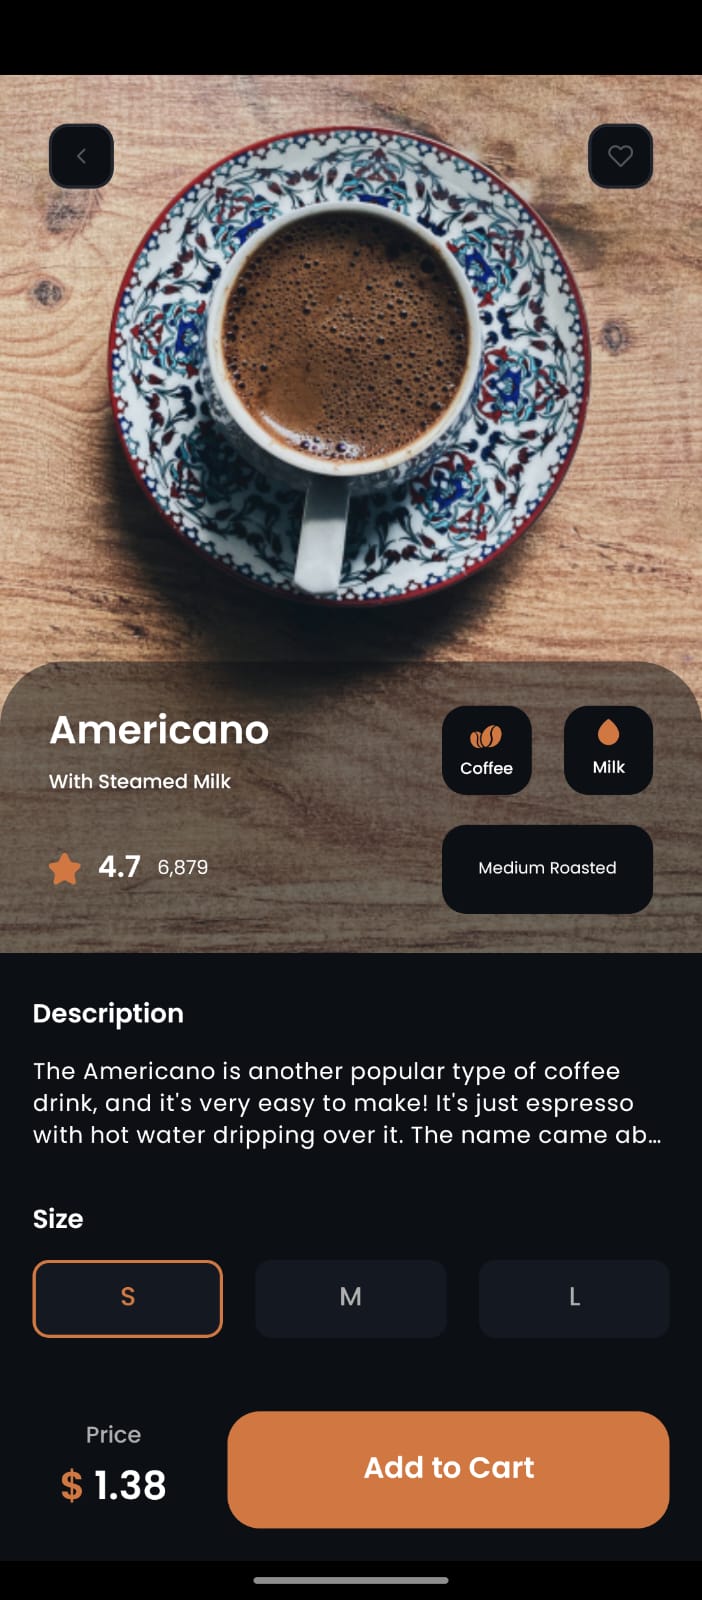 Americano
With Steamed Milk
Coffee
Milk
4.7 6,879
Medium Roasted
Description
The Americano is another popular type of coffee
drink, and it's very easy to make! It's just espresso
with hot water dripping over it. The name came ab...
Size
S
M
L
Price
$ 1.38
Add to Cart